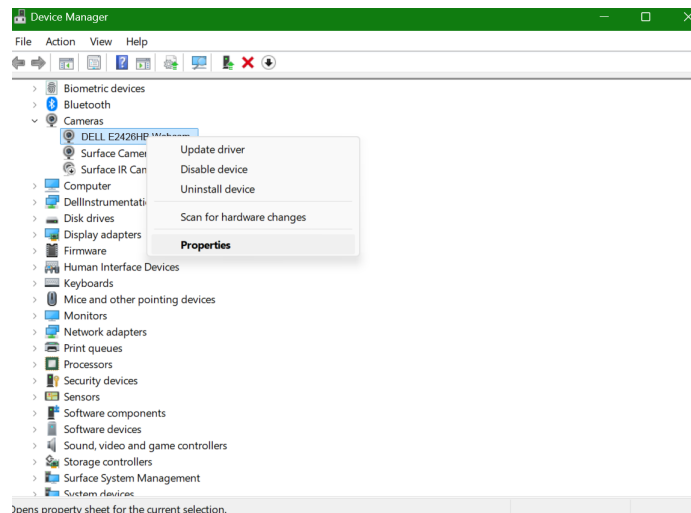 Device Manager
File Action View Help
Biometric devices
Bluetooth
Cameras
DELL E2426HB Webcam
Surface Camer
Surface IR Can
Update driver
Disable device
Uninstall device
Scan for hardware changes
Properties
Computer
DellInstrumentati
Disk drives
Display adapters
Firmware
Human Interface Devices
Keyboards
Mice and other pointing devices
Monitors
Network adapters
Print queues
Processors
Security devices
Sensors
Software components
Software devices
Sound, video and game controllers
Storage controllers
Surface System Management
System devices
Opens property sheet for the current selection.